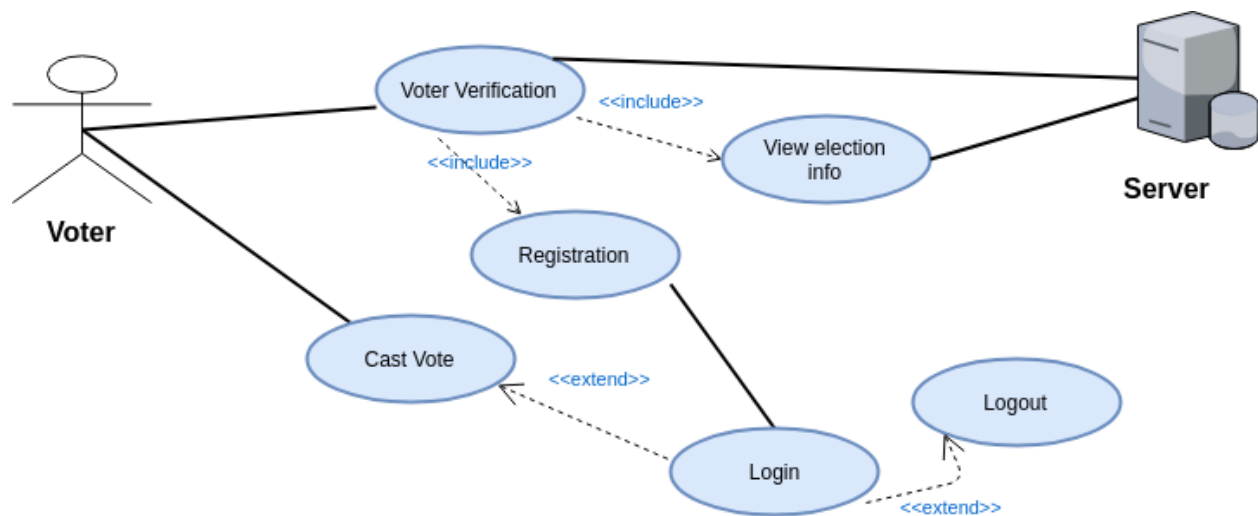 Voter Verification
<<include>>
View election
info
<<include>>
Server
Voter
Registration
Cast Vote
<<extend>>
Logout
Login
<<extend>>